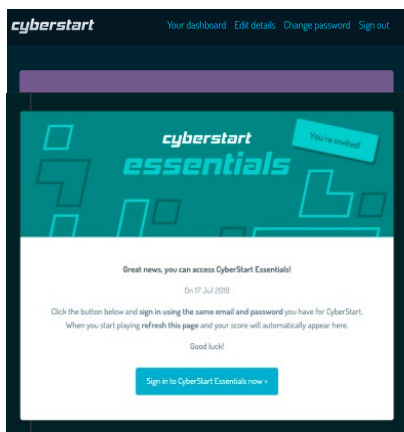 cyberstart
Your dashboard Edit details Change password Sign out
You're invited!
cyberstart
essentials
Great news, you can access CyberStart Essentials!
On 17 Jul 2019
Click the button below and sign in using the same email and password you have for CyberStart.
When you start playing refresh this page and your score will automatically appear here.
Good luck!
Sign in to CyberStart Essentials now >